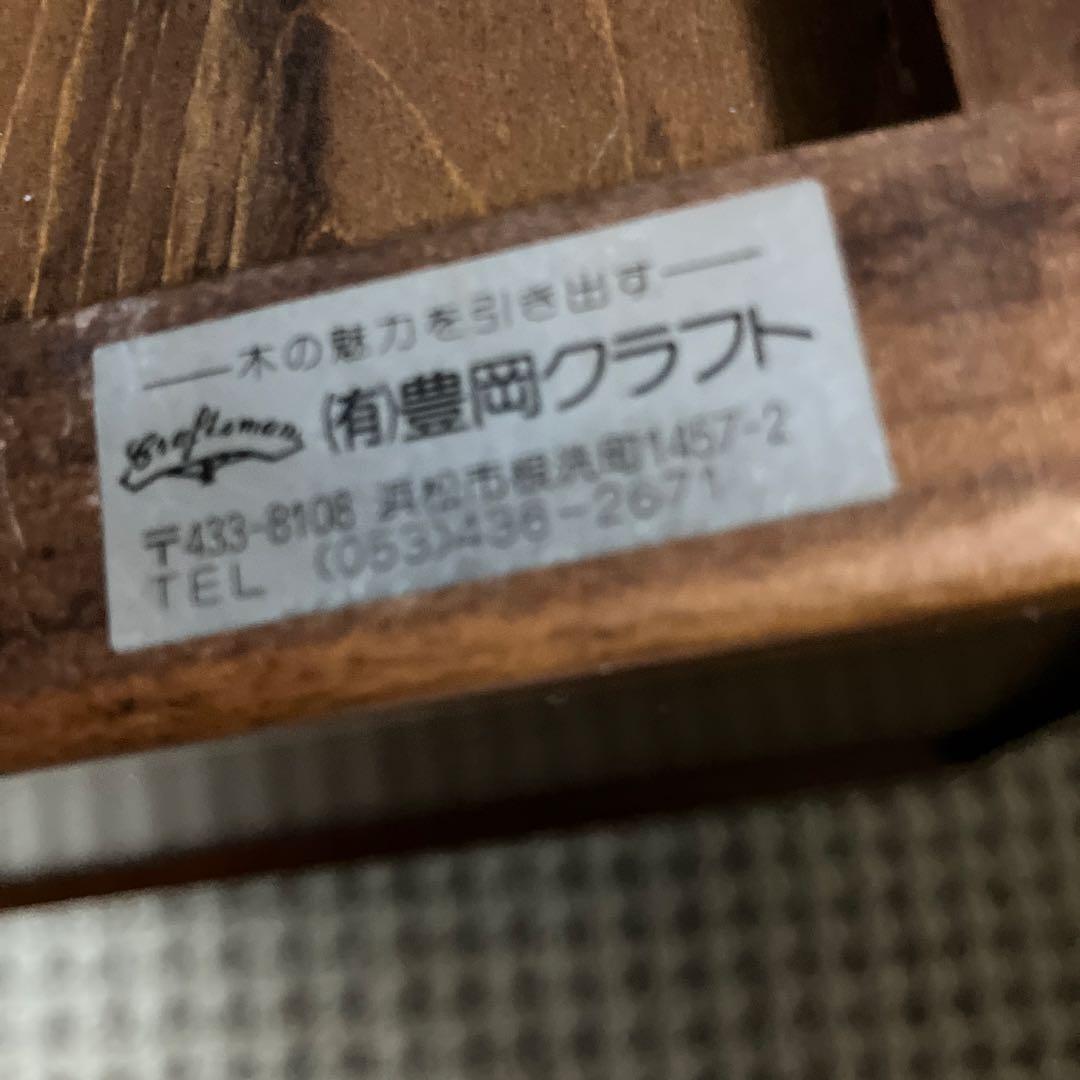 木の魅力を引き出す
Craftsman
(有)豊岡クラフト
〒433-8108 浜松市根洗町1457-2
TEL (053)436-2671